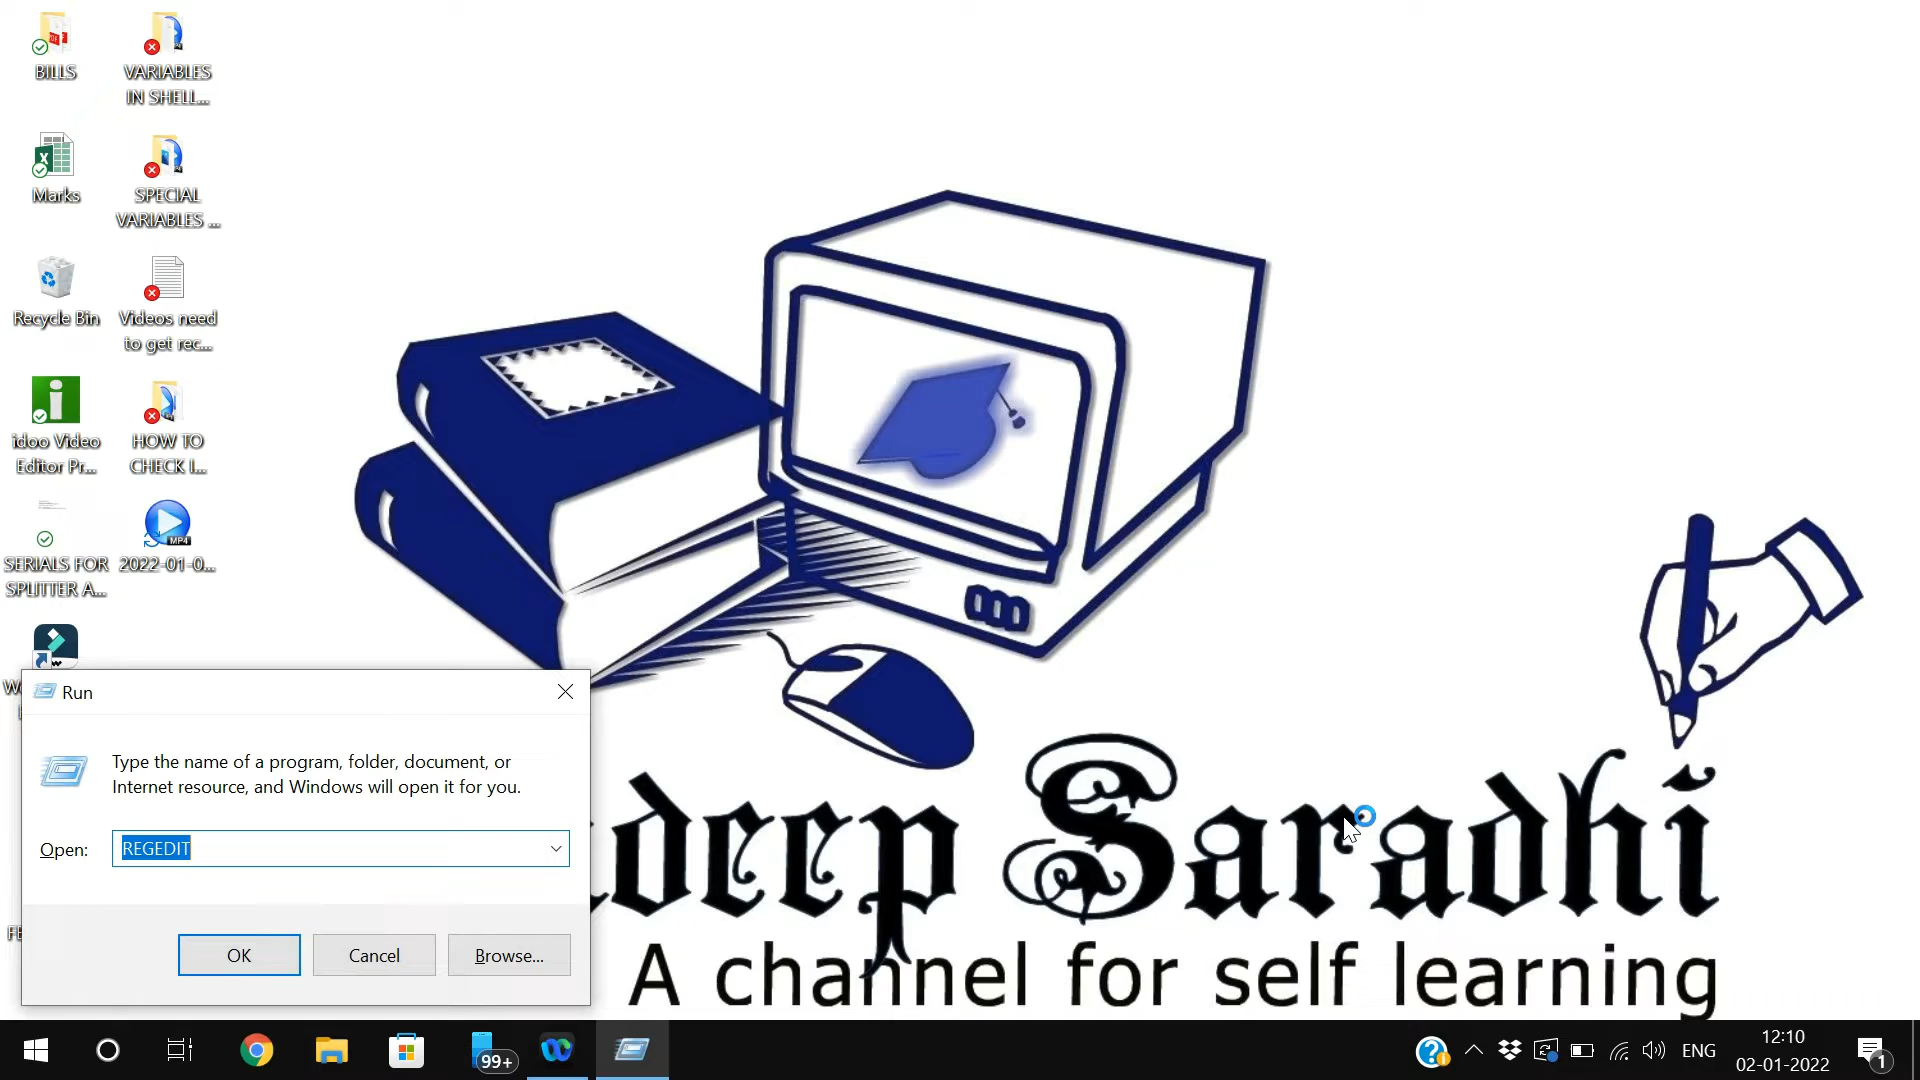 BILLS
VARIABLES
IN SHELL...
Marks
SPECIAL
VARIABLES ...
Recycle Bin
Videos need
to get rec...
idoo Video
Editor Pr...
HOW TO
CHECK I...
SERIALS FOR
SPLITTER A...
MP4
2022-01-0...
Run
Type the name of a program, folder, document, or
Internet resource, and Windows will open it for you.
Open:
REGEDIT
OK
Cancel
Browse...
deep Saradhi
A channel for self learning
99+
ENG
12:10
02-01-2022
1